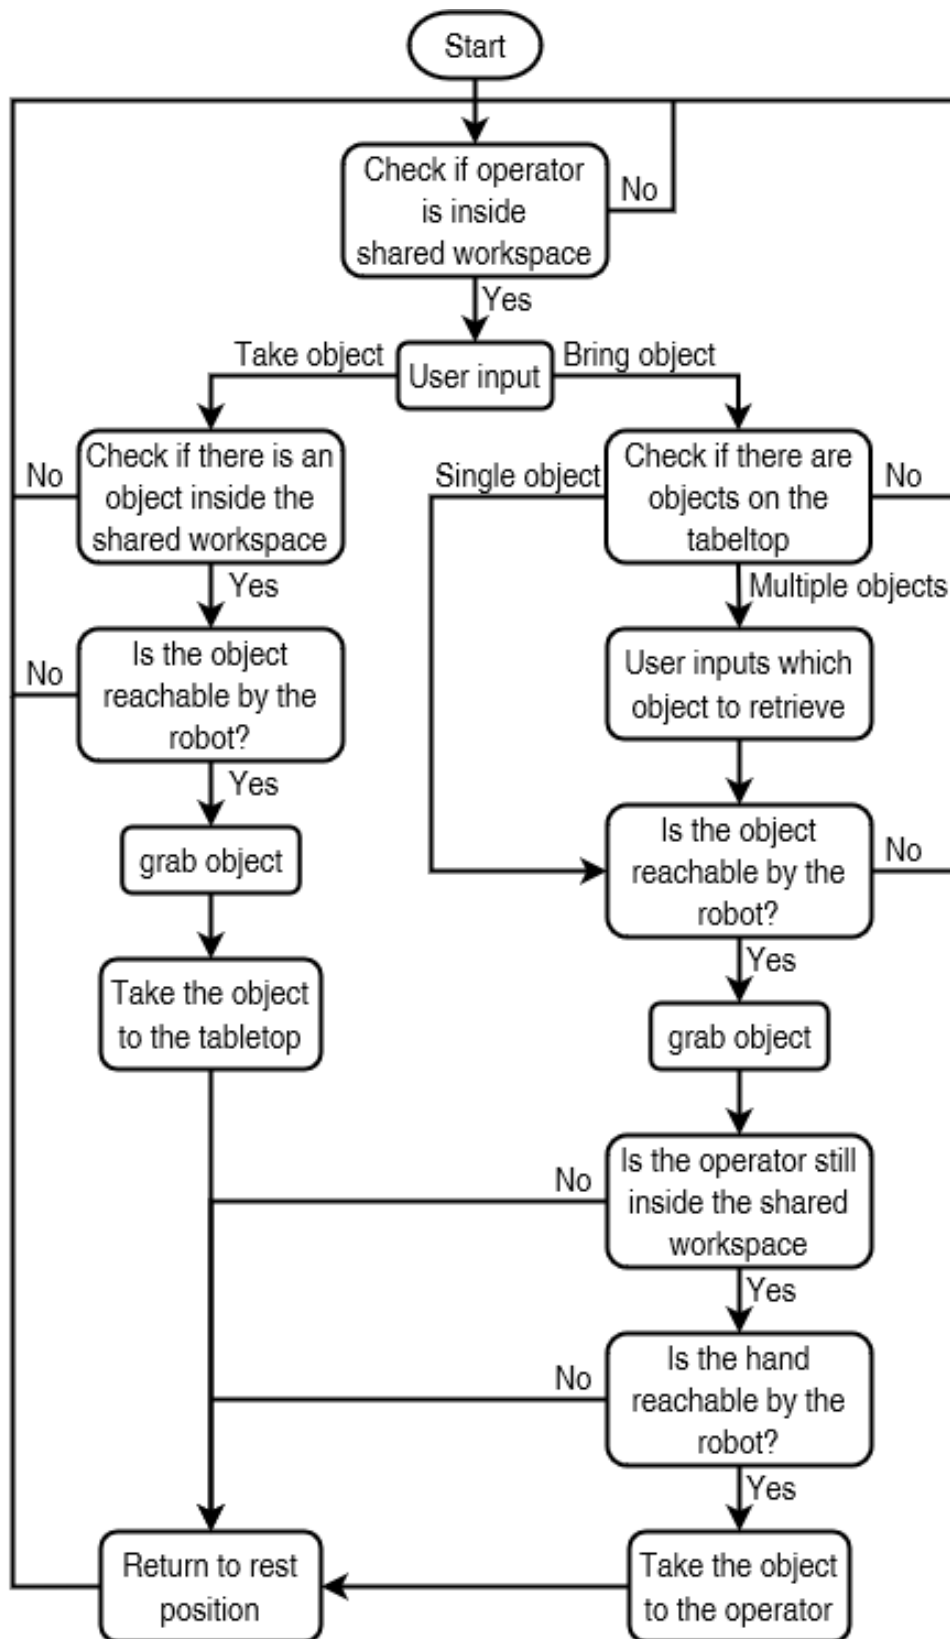 Start
Check if operator
is inside
shared workspace
No
Yes
Take object
User input
Bring object
Check if there is an
object inside the
shared workspace
No
Yes
Is the object
reachable by the
robot?
No
Yes
grab object
Take the object
to the tabletop
Single object
Check if there are
objects on the
tabeltop
No
Multiple objects
User inputs which
object to retrieve
Is the object
reachable by the
robot?
No
Yes
grab object
Is the operator still
inside the shared
workspace
No
Yes
Is the hand
reachable by the
robot?
No
Yes
Take the object
to the operator
Return to rest
position